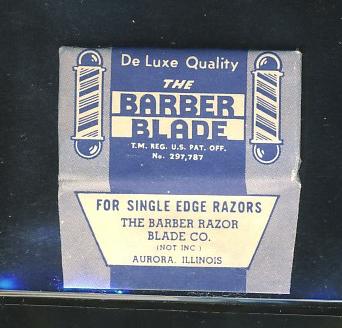 De Luxe Quality
THE
BARBER
BLADE
T.M. REG. U.S. PAT. OFF.
No. 297,787
FOR SINGLE EDGE RAZORS
THE BARBER RAZOR
BLADE CO.
(NOT INC)
AURORA, ILLINOIS